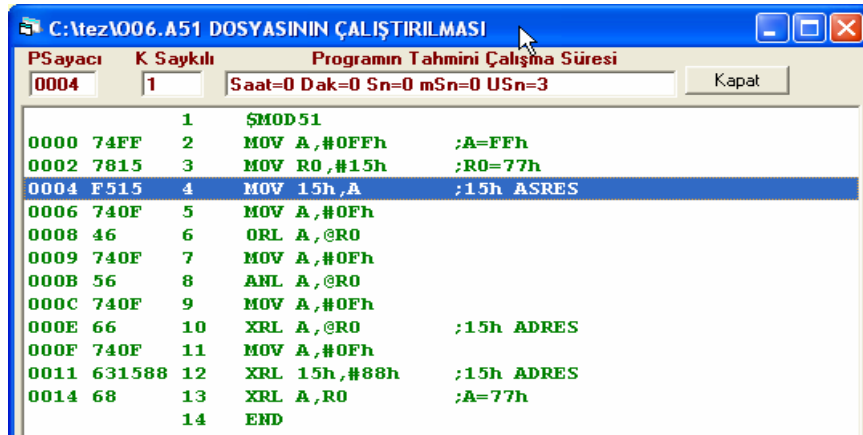 C:\tez\O06.A51 DOSYASININ ÇALIŞTIRILMASI
PSayacı K Saykılı Programın Tahmini Çalışma Süresi
0004 1 Saat=0 Dak=0 Sn=0 mSn=0 USn=3 Kapat
1 $MOD51
0000 74FF 2 MOV A,#0FFh ;A=FFh
0002 7815 3 MOV R0,#15h ;R0=77h
0004 F515 4 MOV 15h,A ;15h ASRES
0006 740F 5 MOV A,#0Fh
0008 46 6 ORL A,@R0
0009 740F 7 MOV A,#0Fh
000B 56 8 ANL A,@R0
000C 740F 9 MOV A,#0Fh
000E 66 10 XRL A,@R0 ;15h ADRES
000F 740F 11 MOV A,#0Fh
0011 631588 12 XRL 15h,#88h ;15h ADRES
0014 68 13 XRL A,R0 ;A=77h
14 END